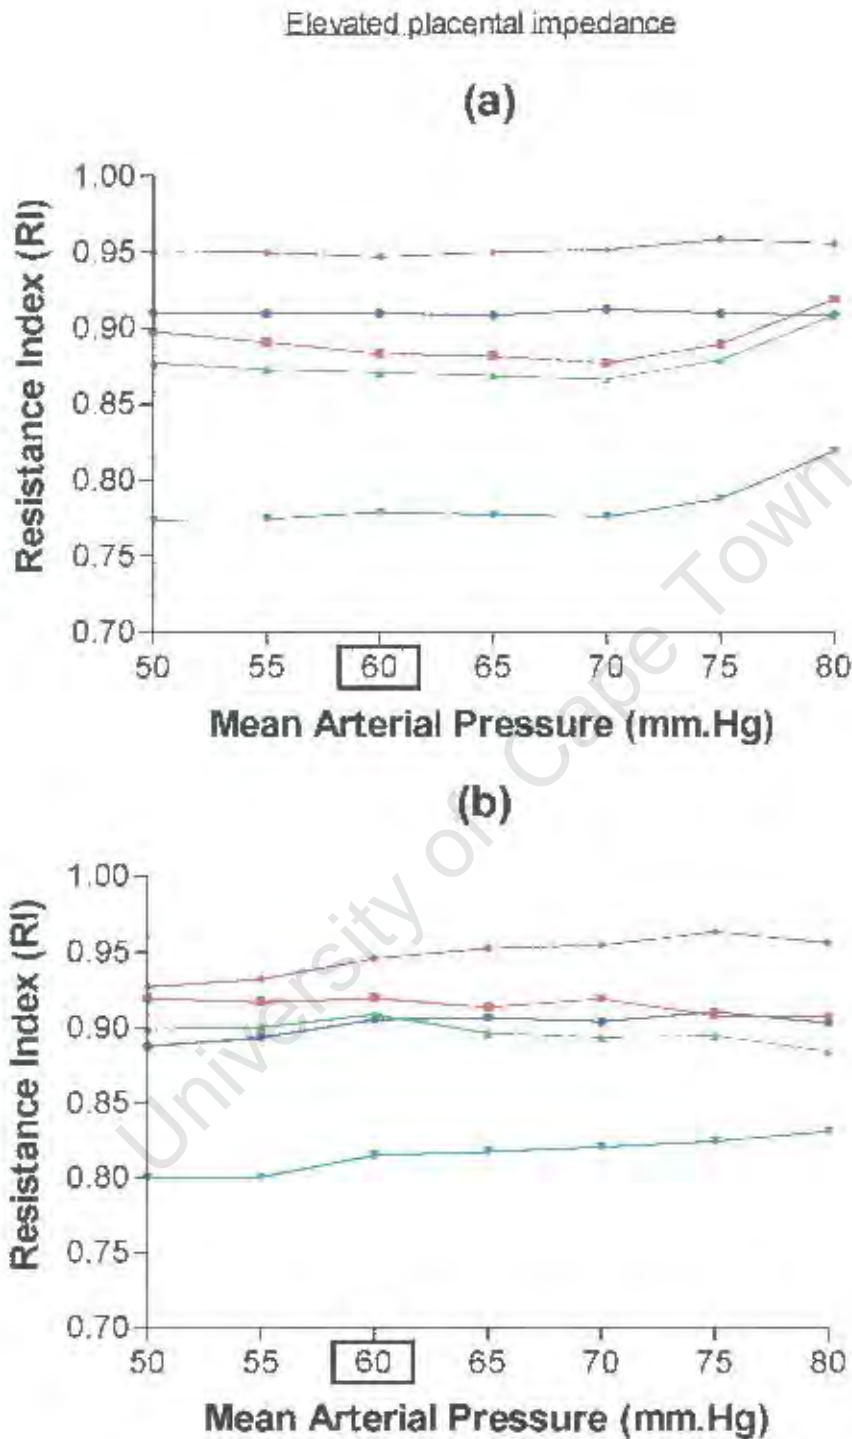 Elevated placental impedance
(a)
Resistance Index (RI)
1.00
0.95
0.90
0.85
0.80
0.75
0.70
50 55 60 65 70 75 80
Mean Arterial Pressure (mm.Hg)
(b)
Resistance Index (RI)
1.00
0.95
0.90
0.85
0.80
0.75
0.70
50 55 60 65 70 75 80
Mean Arterial Pressure (mm.Hg)
University of Cape Town